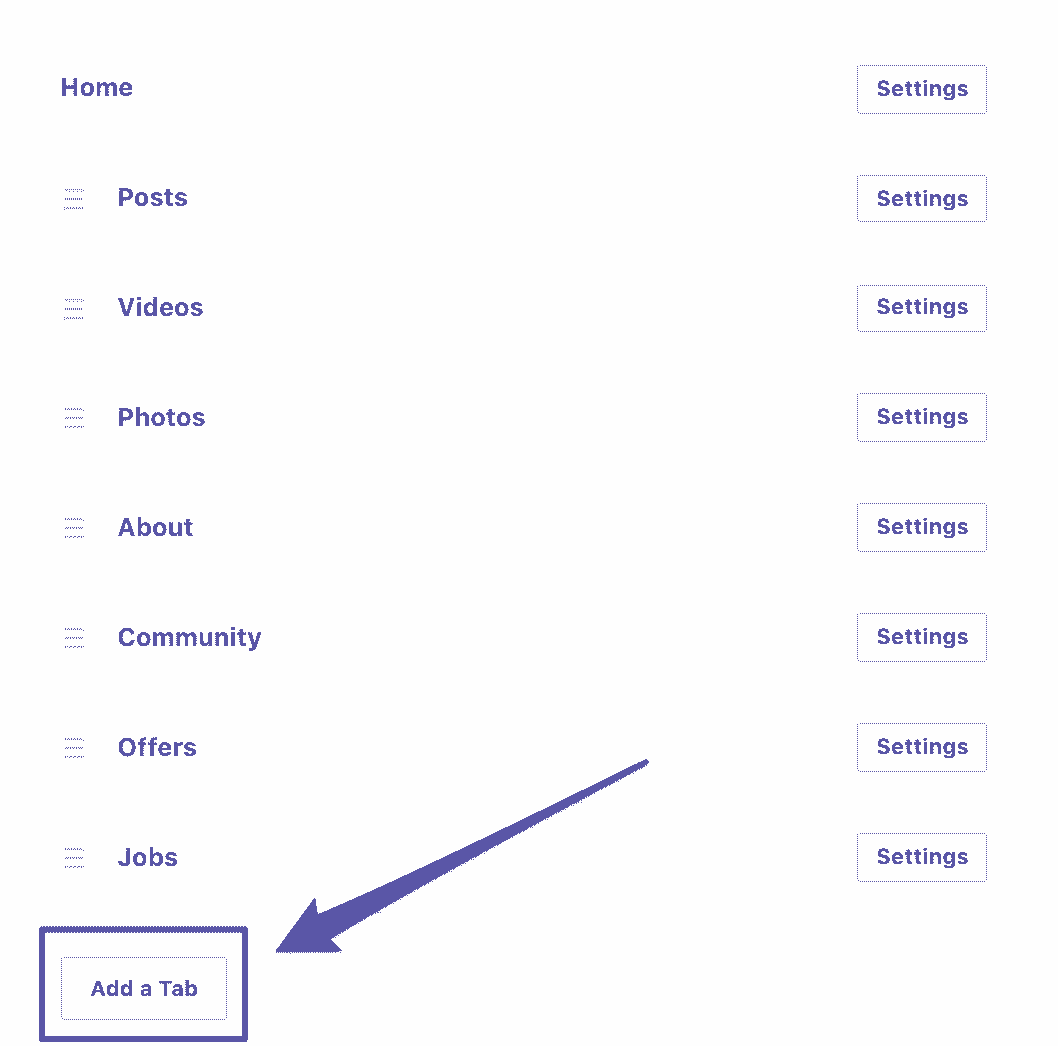 Home Settings
Posts Settings
Videos Settings
Photos Settings
About Settings
Community Settings
Offers Settings
Jobs Settings
Add a Tab